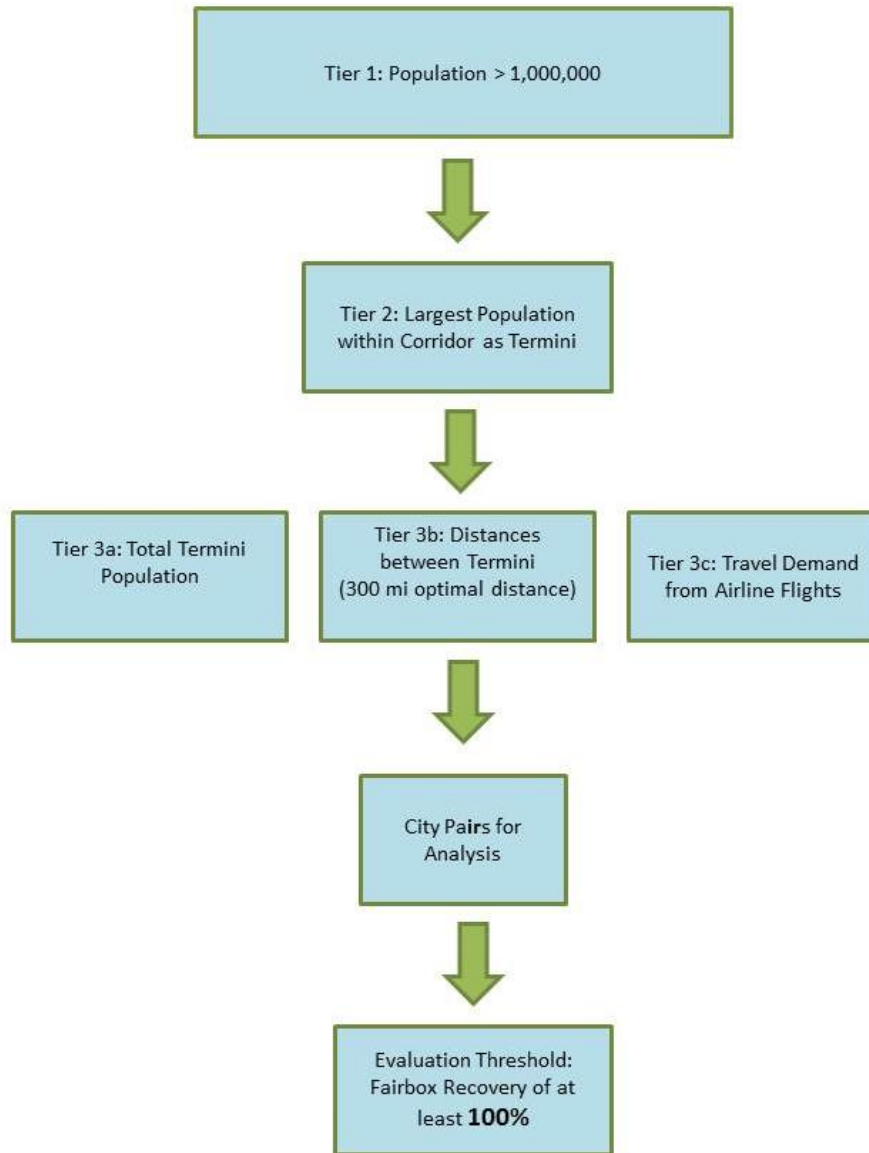 Tier 1: Population > 1,000,000
Tier 2: Largest Population
within Corridor as Termini
Tier 3a: Total Termini
Population
Tier 3b: Distances
between Termini
(300 mi optimal distance)
Tier 3c: Travel Demand
from Airline Flights
City Pairs for
Analysis
Evaluation Threshold:
Fairbox Recovery of at
least 100%